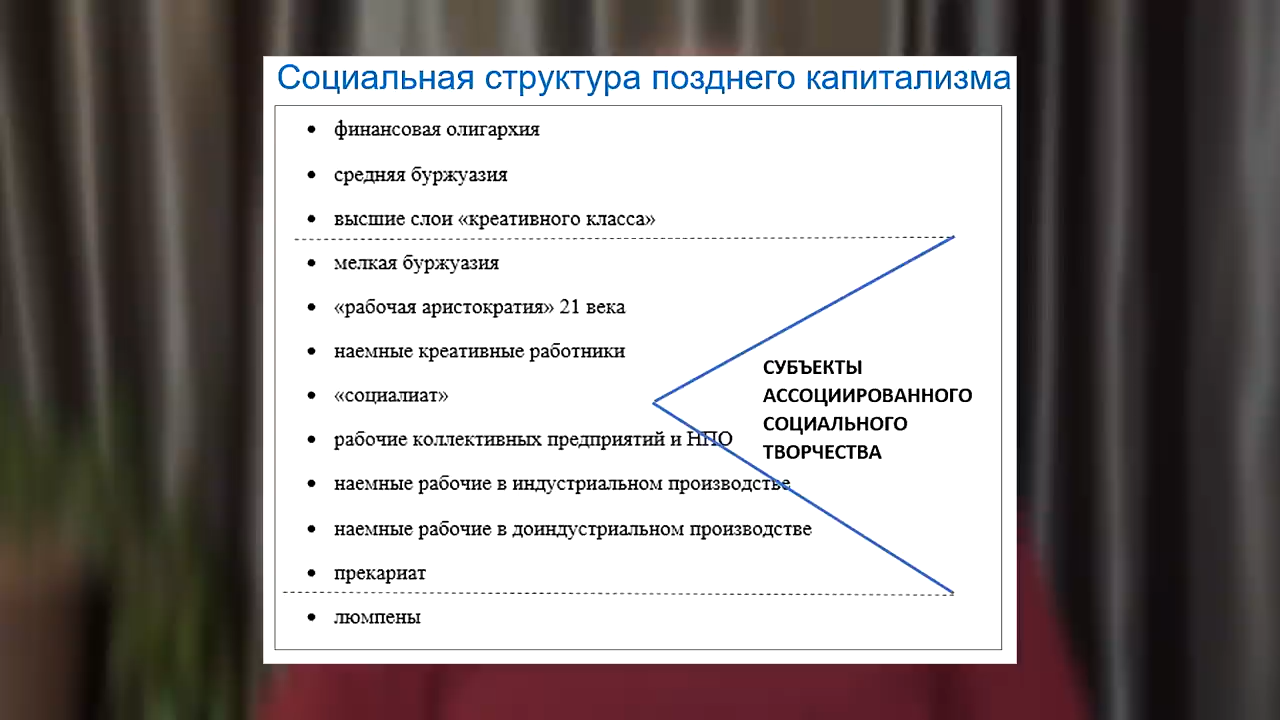 Социальная структура позднего капитализма
• финансовая олигархия
• средняя буржуазия
• высшие слои «креативного класса»
• мелкая буржуазия
• «рабочая аристократия» 21 века
• наемные креативные работники
• «социалиат»
• рабочие коллективных предприятий и НПО
• наемные рабочие в индустриальном производстве
• наемные рабочие в доиндустриальном производстве
• прекариат
• люмпены
СУБЪЕКТЫ
АССОЦИИРОВАННОГО
СОЦИАЛЬНОГО
ТВОРЧЕСТВА